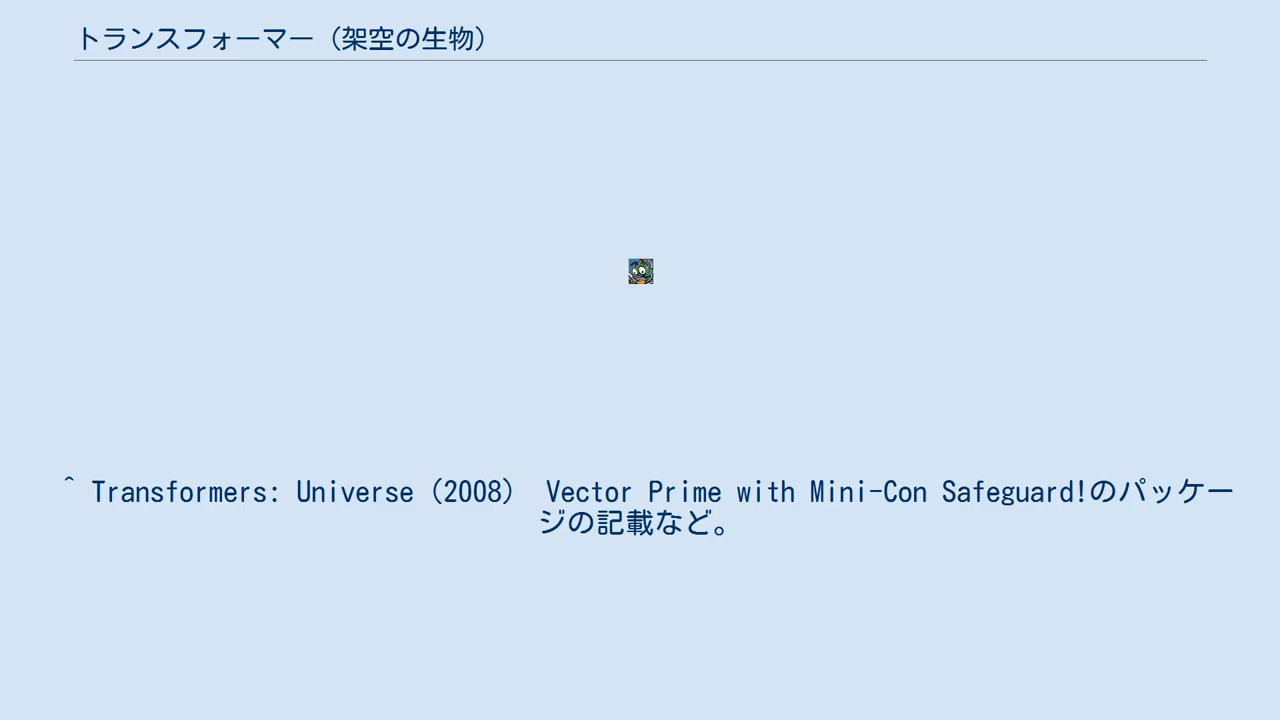 トランスフォーマー（架空の生物）
^ Transformers: Universe（2008） Vector Prime with Mini-Con Safeguard!のパッケー
ジの記載など。